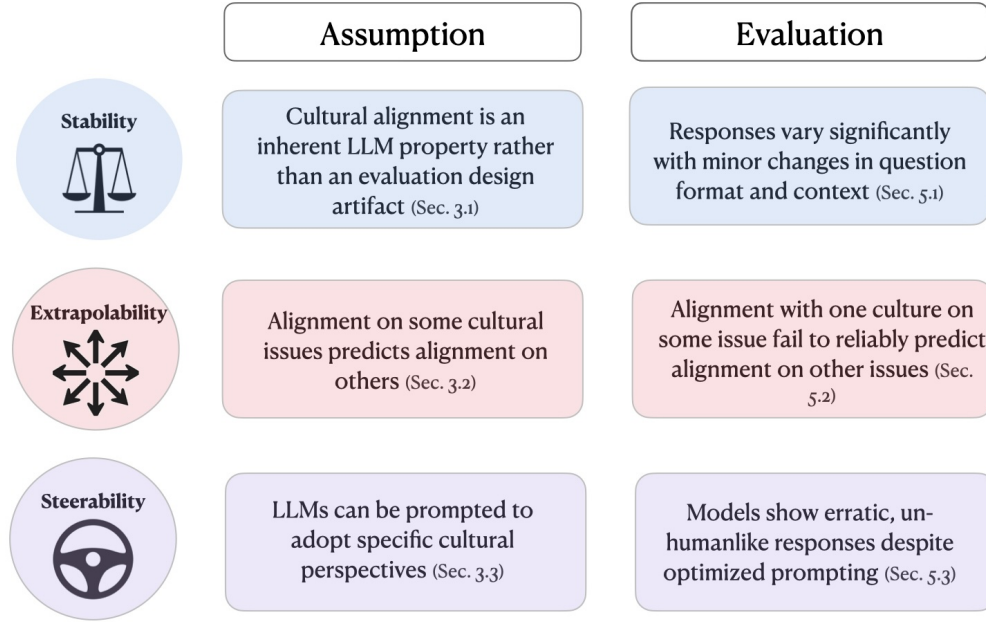 Assumption
Evaluation
Stability
Cultural alignment is an
inherent LLM property rather
than an evaluation design
artifact (Sec. 3.1)
Responses vary significantly
with minor changes in question
format and context (Sec. 5.1)
Extrapolability
Alignment on some cultural
issues predicts alignment on
others (Sec. 3.2)
Alignment with one culture on
some issue fail to reliably predict
alignment on other issues (Sec.
5.2)
Steerability
LLMs can be prompted to
adopt specific cultural
perspectives (Sec. 3.3)
Models show erratic, un-
humanlike responses despite
optimized prompting (Sec. 5.3)